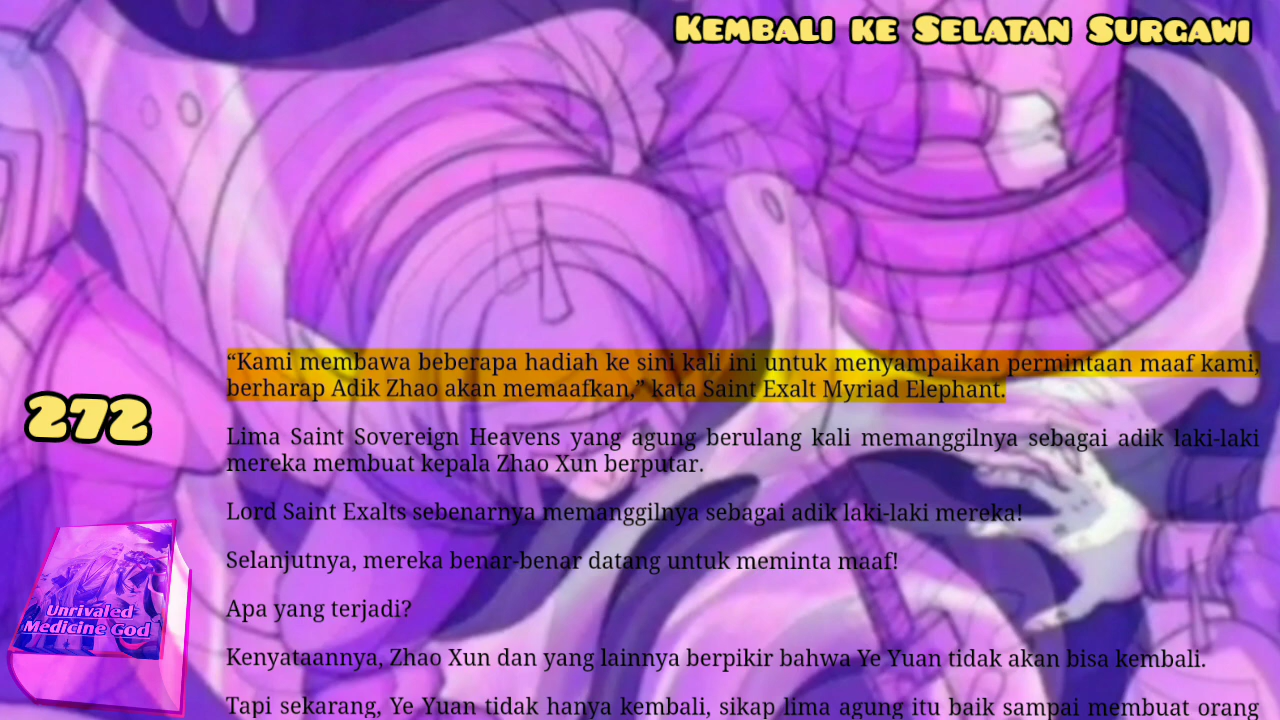 Kembali ke Selatan Surgawi
“Kami membawa beberapa hadiah ke sini kali ini untuk menyampaikan permintaan maaf kami,
berharap Adik Zhao akan memaafkan,” kata Saint Exalt Myriad Elephant.
272
Lima Saint Sovereign Heavens yang agung berulang kali memanggilnya sebagai adik laki-laki
mereka membuat kepala Zhao Xun berputar.
Lord Saint Exalts sebenarnya memanggilnya sebagai adik laki-laki mereka!
Selanjutnya, mereka benar-benar datang untuk meminta maaf!
Apa yang terjadi?
Unrivaled
Medicine God
Kenyataannya, Zhao Xun dan yang lainnya berpikir bahwa Ye Yuan tidak akan bisa kembali.
Tapi sekarang, Ye Yuan tidak hanya kembali, sikap lima agung itu baik sampai membuat orang